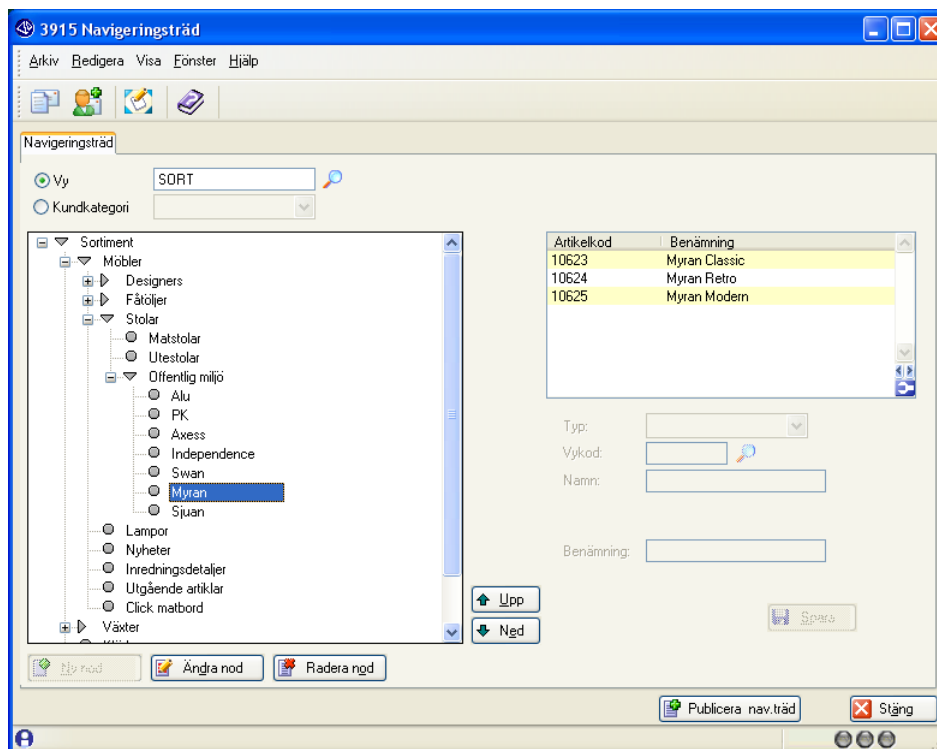 3915 Navigeringsträd
Arkiv Redigera Visa Fönster Hjälp
Navigeringsträd
Vy SORT
Kundkategori
Sortiment
Möbler
Designers
Fåtöljer
Stolar
Matstolar
Utestolar
Offentlig miljö
Alu
PK
Axess
Independence
Swan
Myran
Sjuan
Lampor
Nyheter
Inredningsdetaljer
Utgående artiklar
Click matbord
Växter
Artikelkod Benämning
10623 Myran Classic
10624 Myran Retro
10625 Myran Modern
Typ:
Vykod:
Namn:
Benämning:
Upp
Ned
Spara
Ny nod Ändra nod Radera nod
Publicera nav.träd Stäng